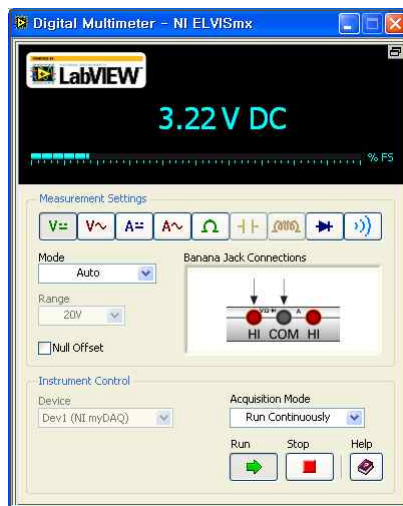 Digital Multimeter - NI ELVISmx
LabVIEW
3.22 V DC
% FS
Measurement Settings
V= V~ A= A~ Ω
Mode
Auto
Banana Jack Connections
Range
20V
HI COM HI
Null Offset
Instrument Control
Device
Dev1 (NI myDAQ)
Acquisition Mode
Run Continuously
Run Stop Help